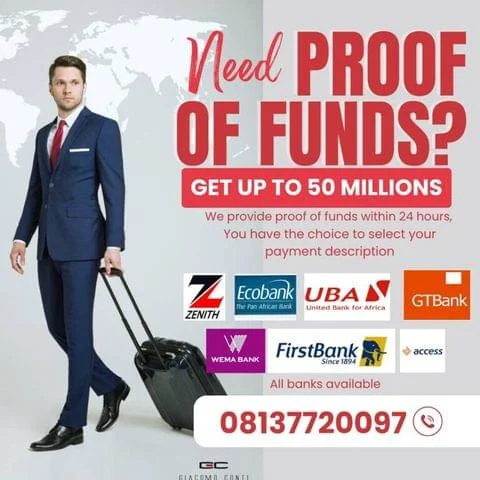 Need PROOF
OF FUNDS?
GET UP TO 50 MILLIONS
We provide proof of funds within 24 hours,
You have the choice to select your
payment description
ZENITH
Ecobank
The Pan African Bank
UBA
United Bank for Africa
GTBank
WEMA BANK
FirstBank
Since 1894
access
All banks available
08137720097
GC
GIACOMO CONTI